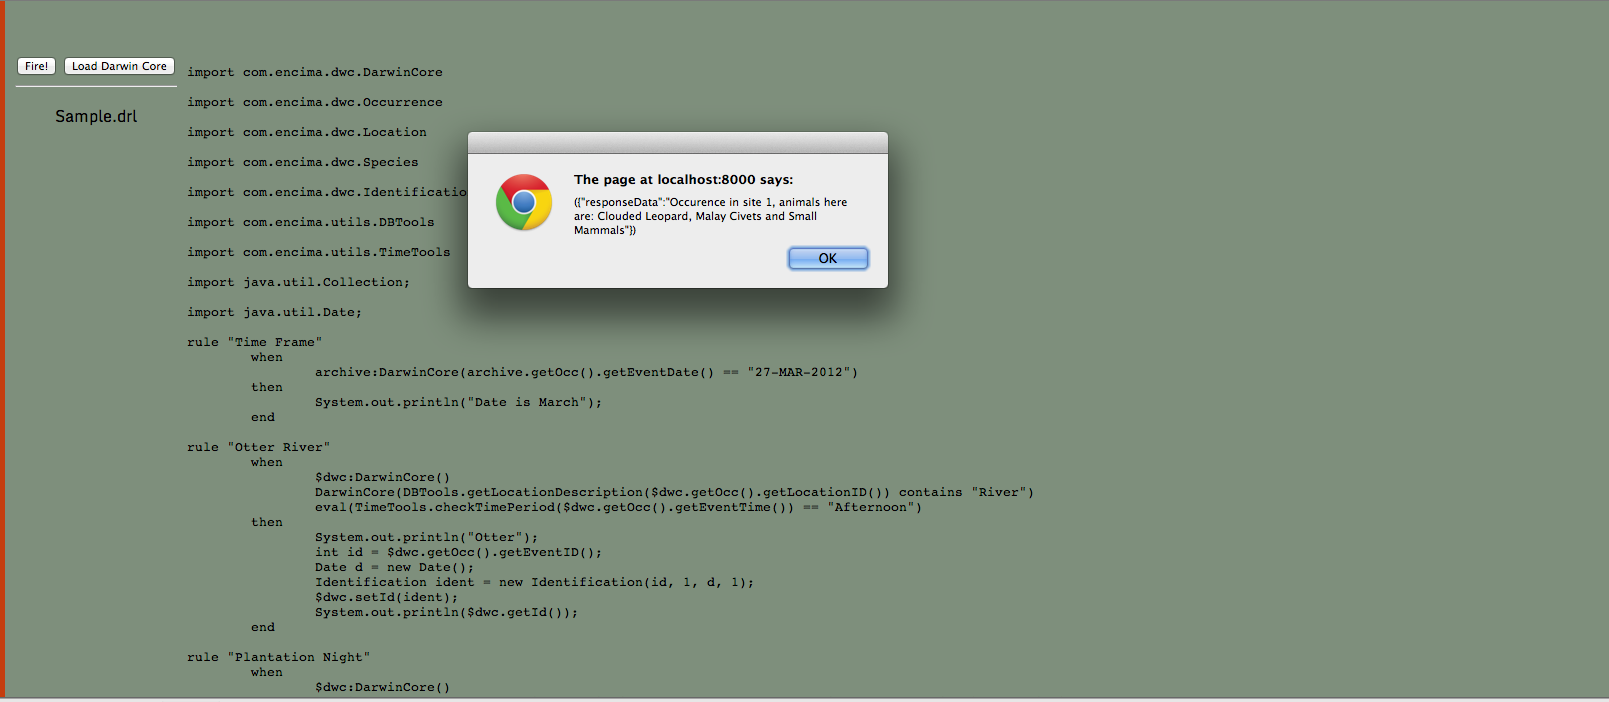 Fire!
Load Darwin Core
Sample.drl
import com.encima.dwc.DarwinCore
import com.encima.dwc.Occurrence
import com.encima.dwc.Location
import com.encima.dwc.Species
import com.encima.dwc.Identificatio
import com.encima.utils.DBTools
import com.encima.utils.TimeTools
import java.util.Collection;
import java.util.Date;
rule "Time Frame"
when
archive:DarwinCore(archive.getOcc().getEventDate() == "27-MAR-2012")
then
System.out.println("Date is March");
end
rule "Otter River"
when
$dwc:DarwinCore()
DarwinCore(DBTools.getLocationDescription($dwc.getOcc().getLocationID()) contains "River")
eval(TimeTools.checkTimePeriod($dwc.getOcc().getEventTime()) == "Afternoon")
then
System.out.println("Otter");
int id = $dwc.getOcc().getEventID();
Date d = new Date();
Identification ident = new Identification(id, 1, d, 1);
$dwc.setId(ident);
System.out.println($dwc.getId());
end
rule "Plantation Night"
when
$dwc:DarwinCore()
The page at localhost:8000 says:
({"responseData":"Occurence in site 1, animals here
are: Clouded Leopard, Malay Civets and Small
Mammals"})
OK